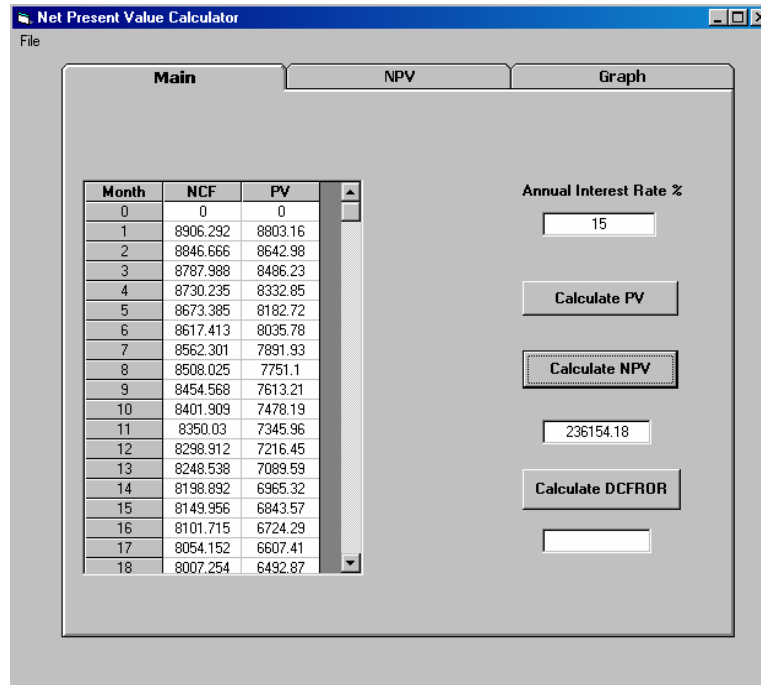 Net Present Value Calculator
File
Main NPV Graph
Month NCF PV
0 0 0
1 8906.292 8803.16
2 8846.666 8642.98
3 8787.988 8486.23
4 8730.235 8332.85
5 8673.385 8182.72
6 8617.413 8035.78
7 8562.301 7891.93
8 8508.025 7751.1
9 8454.568 7613.21
10 8401.909 7478.19
11 8350.03 7345.96
12 8298.912 7216.45
13 8248.538 7089.59
14 8198.892 6965.32
15 8149.956 6843.57
16 8101.715 6724.29
17 8054.152 6607.41
18 8007.254 6492.87
Annual Interest Rate %
15
Calculate PV
Calculate NPV
236154.18
Calculate DCFROR